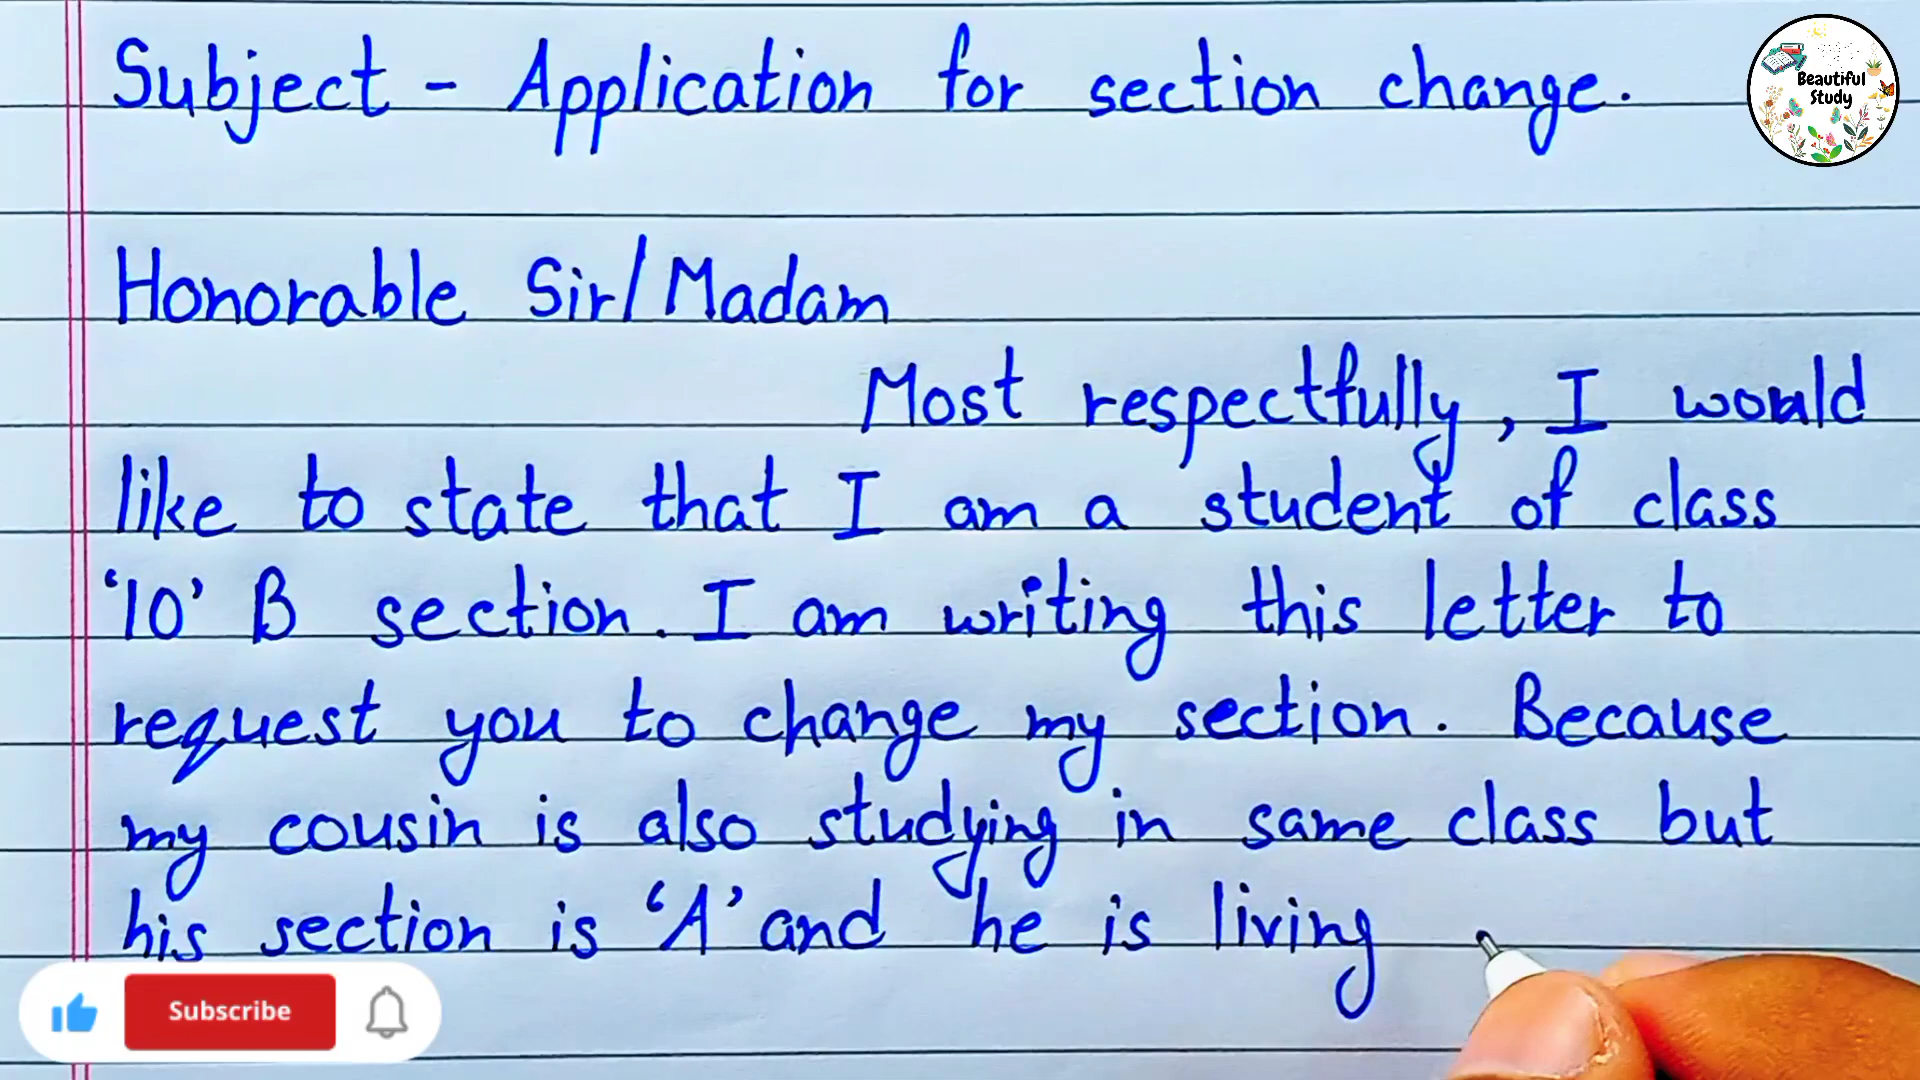 Subject - Application for section change.
Beautiful
Study
Honorable Sir/Madam
Most respectfully, I would
like to state that I am a student of class
'10' B section. I am writing this letter to
request you to change my section. Because
my cousin is also studying in same class but
his section is 'A' and he is living
Subscribe